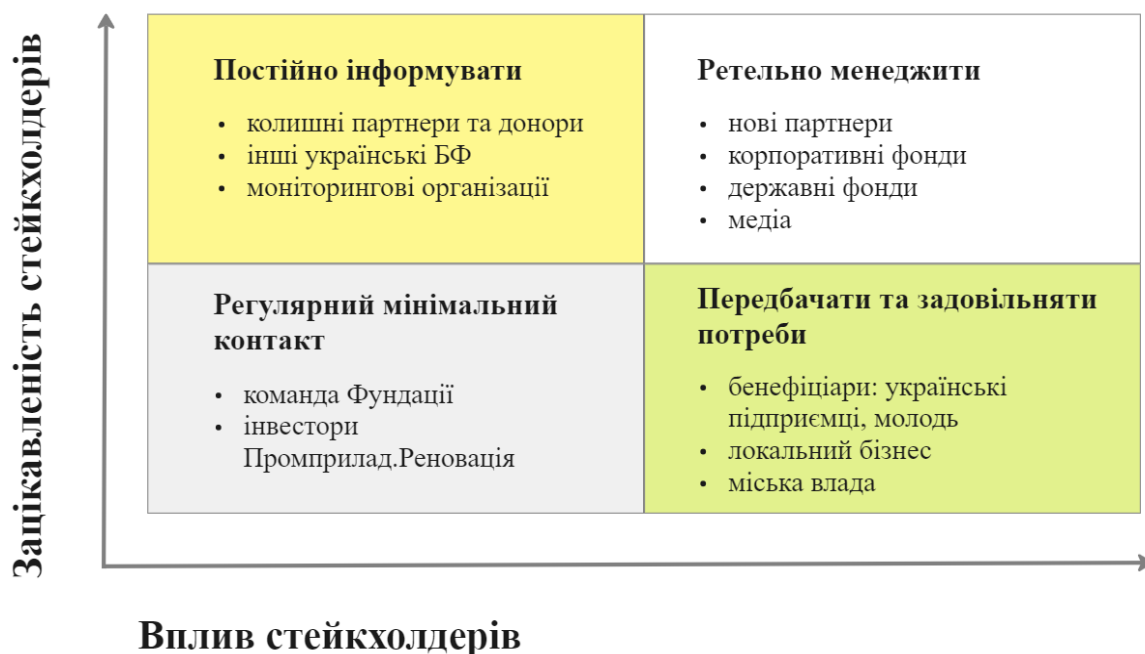 Зацікавленість стейкхолдерів
Постійно інформувати
• колишні партнери та донори
• інші українські БФ
• моніторингові організації
Ретельно менеджити
• нові партнери
• корпоративні фонди
• державні фонди
• медіа
Регулярний мінімальний
контакт
• команда Фундації
• інвестори
Промприлад.Реновація
Передбачати та задовільняти
потреби
• бенефіціари: українські
підприємці, молодь
• локальний бізнес
• міська влада
Вплив стейкхолдерів